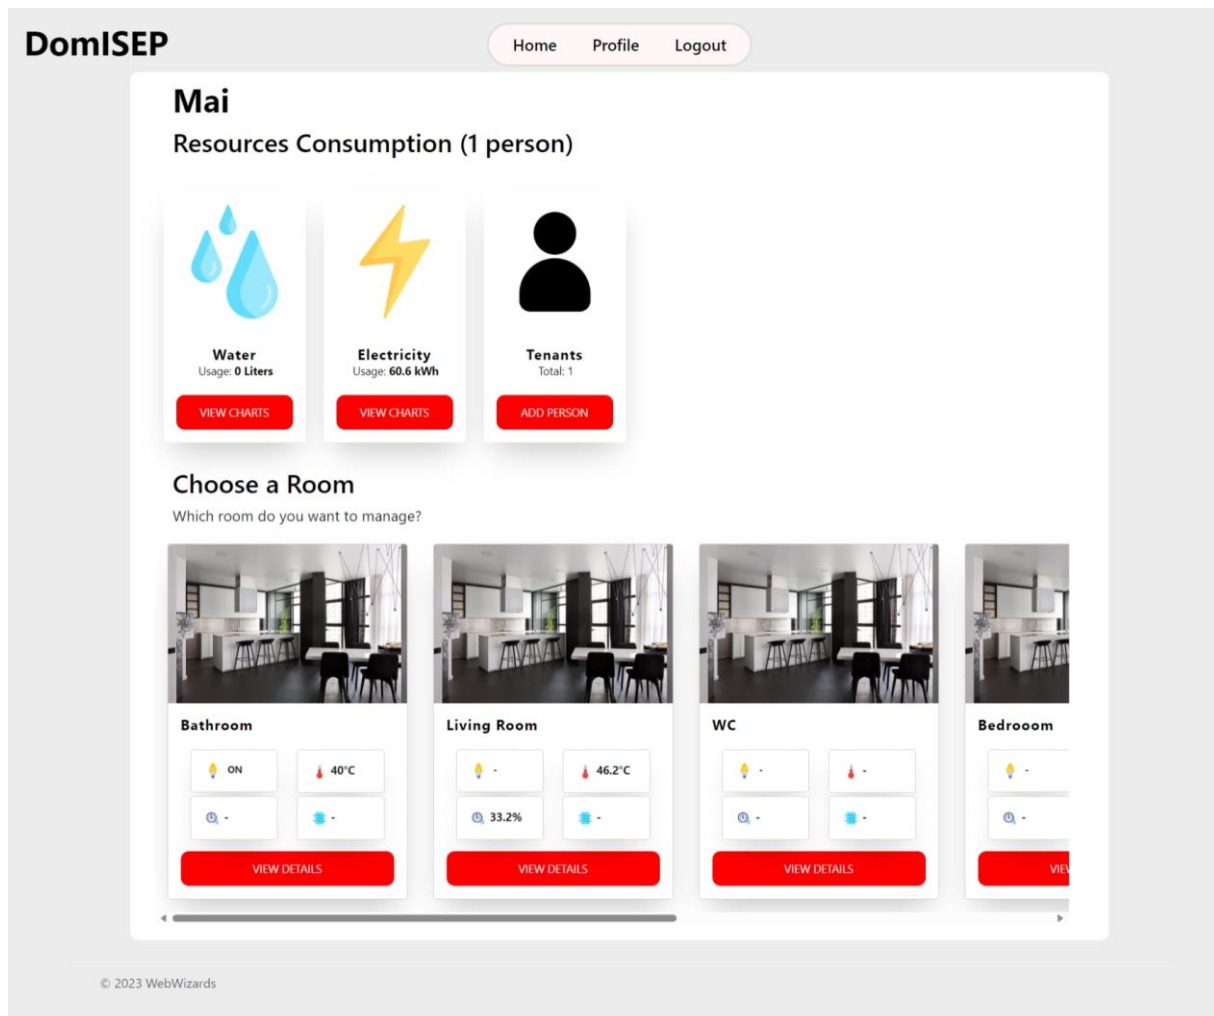 DomISEP
Home Profile Logout
Mai
Resources Consumption (1 person)
Water
Usage: 0 Liters
VIEW CHARTS
Electricity
Usage: 60.6 kWh
VIEW CHARTS
Tenants
Total: 1
ADD PERSON
Choose a Room
Which room do you want to manage?
Bathroom
ON
40°C
-
-
VIEW DETAILS
Living Room
-
46.2°C
33.2%
-
VIEW DETAILS
WC
-
-
-
-
VIEW DETAILS
Bedrooom
-
-
VIE
© 2023 WebWizards